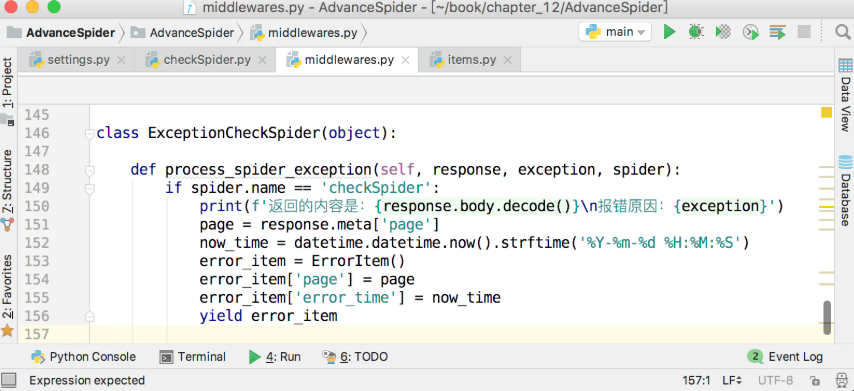 middlewares.py - AdvanceSpider - [~/book/chapter_12/AdvanceSpider]
AdvanceSpider AdvanceSpider middlewares.py main
settings.py checkSpider.py middlewares.py items.py
1: Project
7: Structure
2: Favorites
Data View
Database
145
146 class ExceptionCheckSpider(object):
147
148     def process_spider_exception(self, response, exception, spider):
149         if spider.name == 'checkSpider':
150             print(f'返回的内容是：{response.body.decode()}\n报错原因：{exception}')
151             page = response.meta['page']
152             now_time = datetime.datetime.now().strftime('%Y-%m-%d %H:%M:%S')
153             error_item = ErrorItem()
154             error_item['page'] = page
155             error_item['error_time'] = now_time
156             yield error_item
157
Python Console Terminal 4: Run 6: TODO 2 Event Log
Expression expected 157:1 LF UTF-8